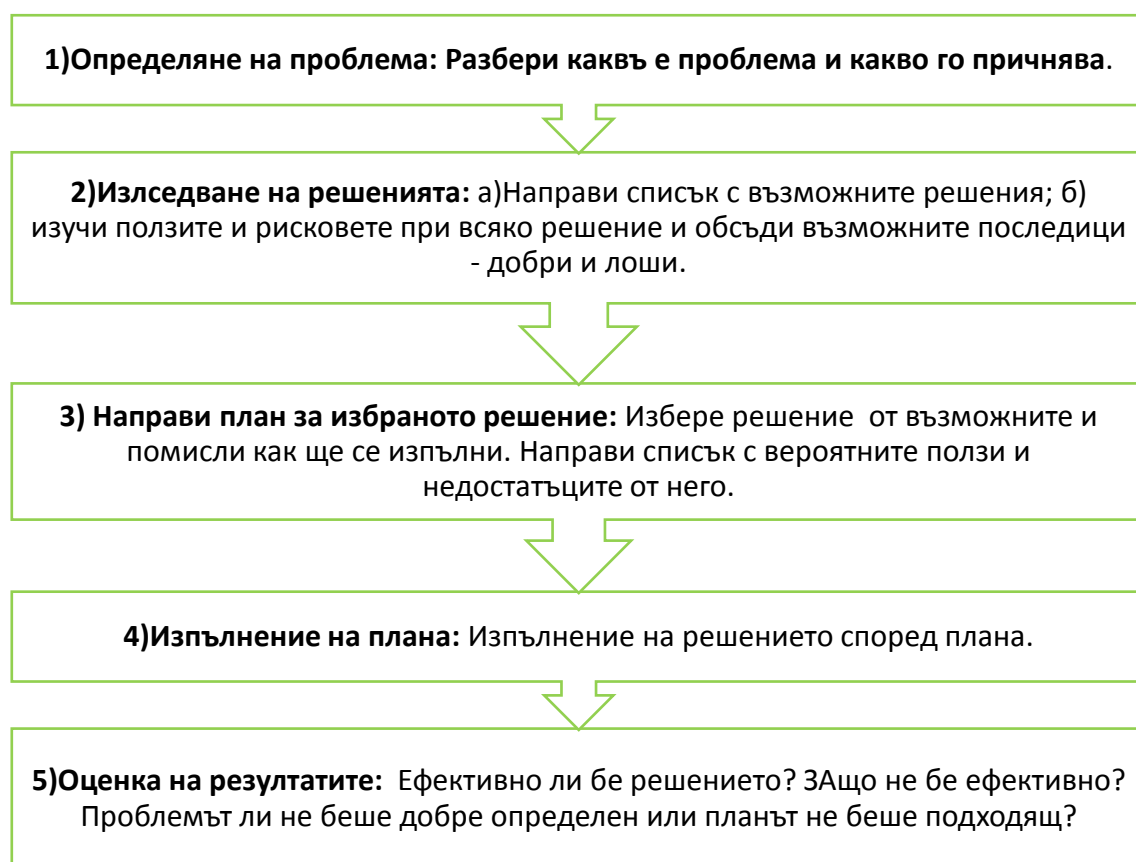 1)Определяне на проблема: Разбери каквъ е проблема и какво го причнява.
2)Излседване на решенията: а)Направи списък с възможните решения; б)
изучи ползите и рисковете при всяко решение и обсъди възможните последици
- добри и лоши.
3) Направи план за избраното решение: Избере решение  от възможните и
помисли как ще се изпълни. Направи списък с вероятните ползи и
недостатъците от него.
4)Изпълнение на плана: Изпълнение на решението според плана.
5)Оценка на резултатите:  Ефективно ли бе решението? ЗАщо не бе ефективно?
Проблемът ли не беше добре определен или планът не беше подходящ?